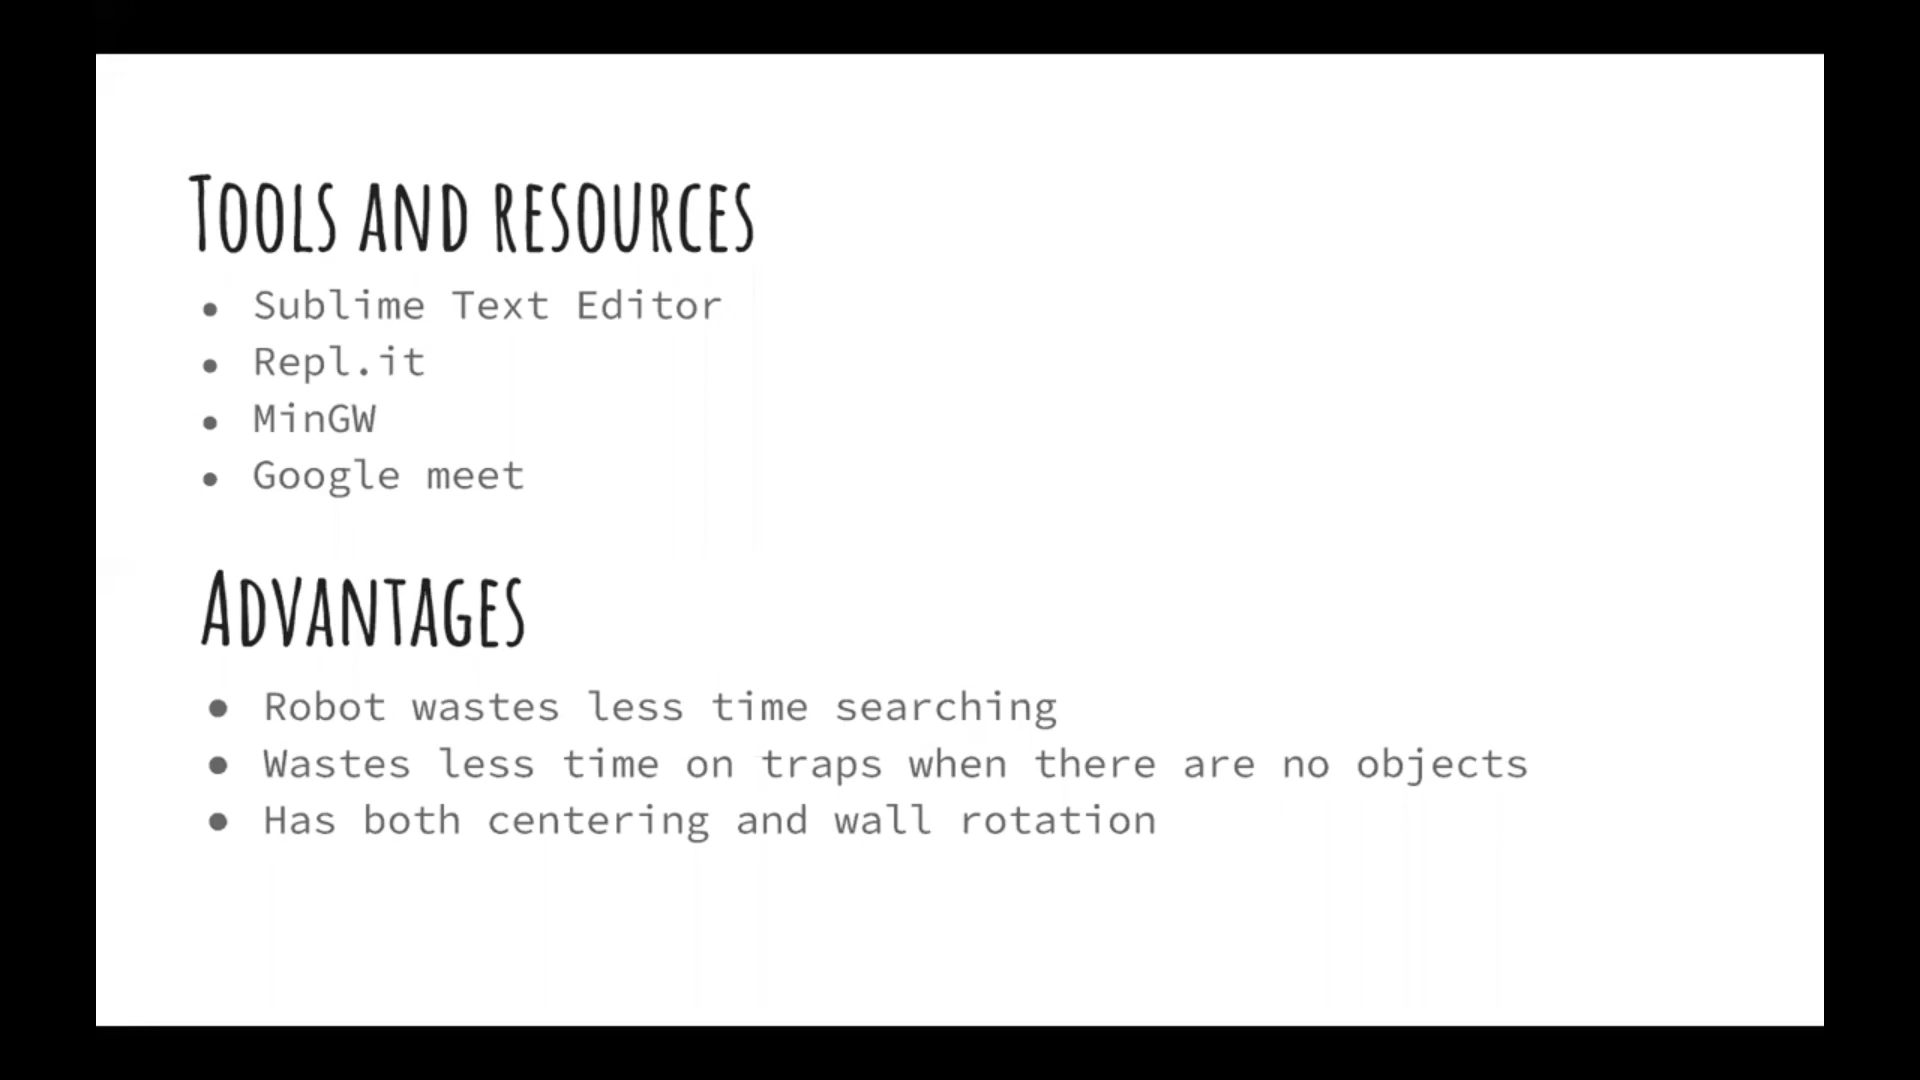 Tools and resources
● Sublime Text Editor
● Repl.it
● MinGW
● Google meet
Advantages
● Robot wastes less time searching
● Wastes less time on traps when there are no objects
● Has both centering and wall rotation